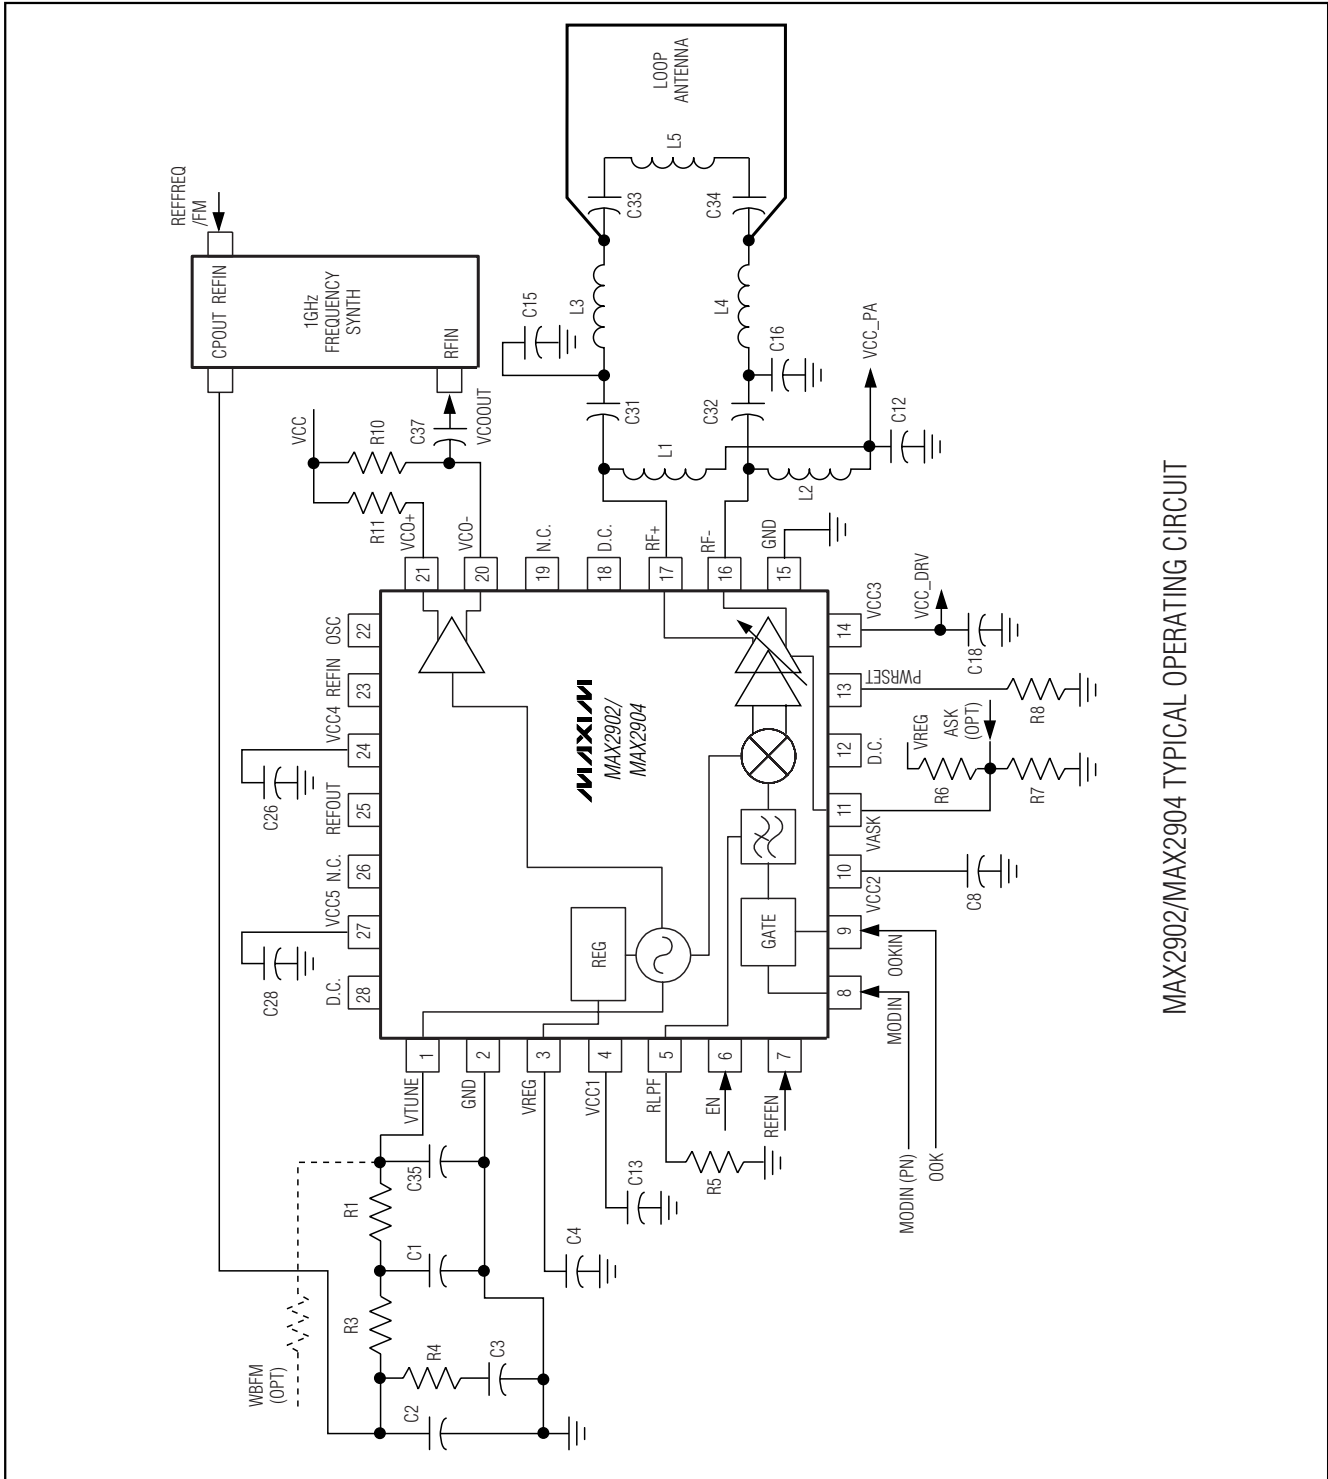 LOOP
ANTENNA
L5
C33
C34
REFFREQ
/FM
CPOUT REFIN
1GHz
FREQUENCY
SYNTH
RFIN
C15
L3
L4
C16
VCC_PA
VCC
R10
C37
VCOOUT
C31
C32
C12
R11
L1
L2
VCO+
VCO-
N.C.
D.C.
RF+
RF-
GND
21
20
19
18
17
16
15
OSC
22
REFIN
23
VCC4
24
C26
REFOUT
25
N.C.
26
VCC5
27
C28
D.C.
28
MAXIM
MAX2902/
MAX2904
REG
GATE
14
VCC3
VCC_DRV
C18
13
PWRSET
R8
12
D.C.
VREG
ASK
(OPT)
R6
R7
11
VASK
10
VCC2
C8
9
OOKIN
8
MODIN
1
2
3
4
5
6
7
VTUNE
GND
VREG
VCC1
RLPF
EN
REFEN
MODIN (PN)
OOK
C35
R1
C1
R3
R4
C3
C2
C4
C13
R5
WBFM
(OPT)
MAX2902/MAX2904 TYPICAL OPERATING CIRCUIT